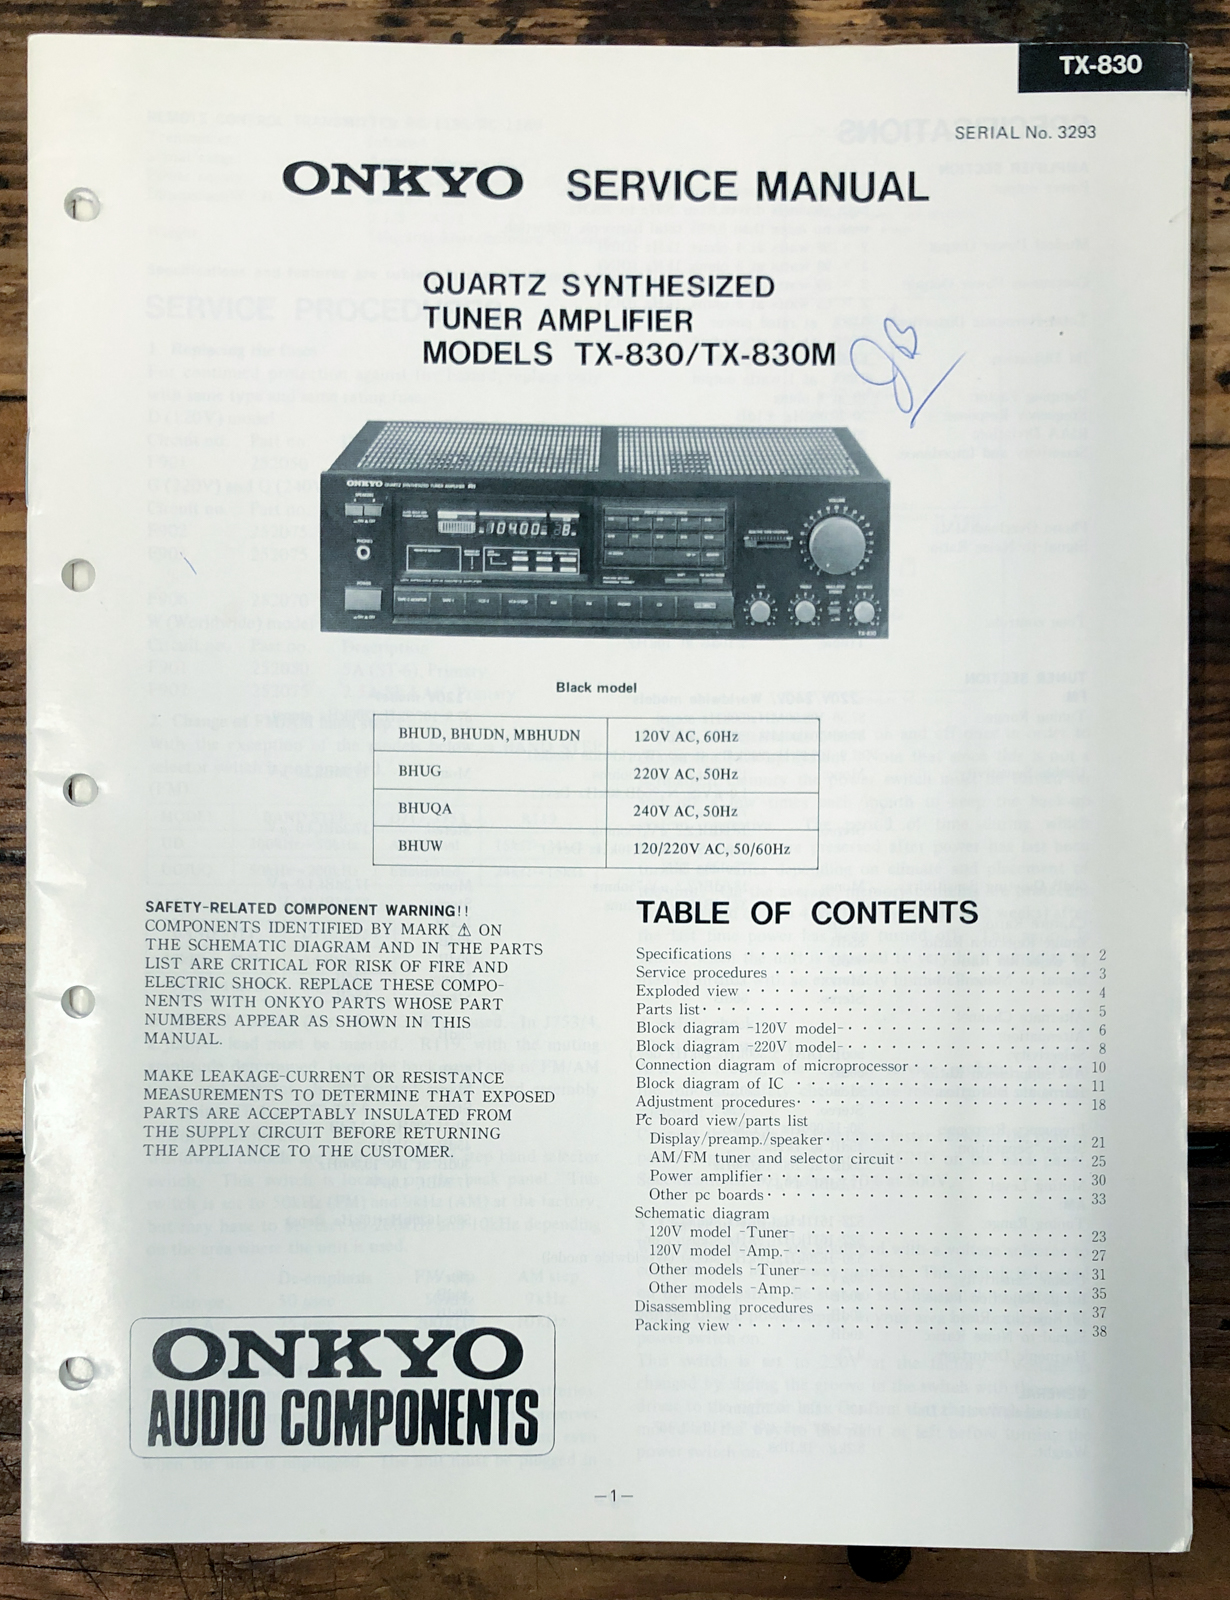 TX-830
SERIAL No. 3293
ONKYO SERVICE MANUAL
QUARTZ SYNTHESIZED
TUNER AMPLIFIER
MODELS TX-830/TX-830M
ONKYO
104.00
8
TX-830
Black model
BHUD, BHUDN, MBHUDN 120V AC, 60Hz
BHUG 220V AC, 50Hz
BHUQA 240V AC, 50Hz
BHUW 120/220V AC, 50/60Hz
SAFETY-RELATED COMPONENT WARNING!!
COMPONENTS IDENTIFIED BY MARK ⚠ ON
THE SCHEMATIC DIAGRAM AND IN THE PARTS
LIST ARE CRITICAL FOR RISK OF FIRE AND
ELECTRIC SHOCK. REPLACE THESE COMPO-
NENTS WITH ONKYO PARTS WHOSE PART
NUMBERS APPEAR AS SHOWN IN THIS
MANUAL.
MAKE LEAKAGE-CURRENT OR RESISTANCE
MEASUREMENTS TO DETERMINE THAT EXPOSED
PARTS ARE ACCEPTABLY INSULATED FROM
THE SUPPLY CIRCUIT BEFORE RETURNING
THE APPLIANCE TO THE CUSTOMER.
TABLE OF CONTENTS
Specifications 2
Service procedures 3
Exploded view 4
Parts list 5
Block diagram -120V model- 6
Block diagram -220V model- 8
Connection diagram of microprocessor 10
Block diagram of IC 11
Adjustment procedures 18
Pc board view/parts list
Display/preamp./speaker 21
AM/FM tuner and selector circuit 25
Power amplifier 30
Other pc boards 33
Schematic diagram
120V model -Tuner- 23
120V model -Amp.- 27
Other models -Tuner- 31
Other models -Amp.- 35
Disassembling procedures 37
Packing view 38
ONKYO
AUDIO COMPONENTS
—1—